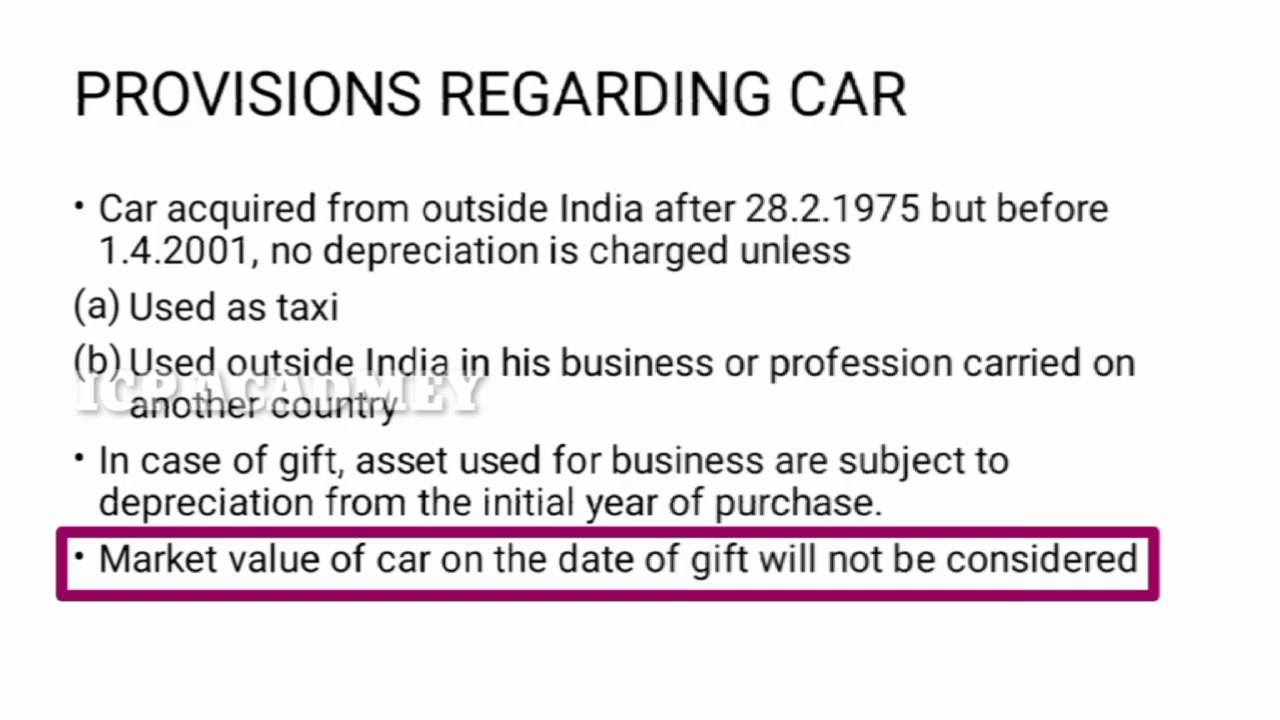 PROVISIONS REGARDING CAR
• Car acquired from outside India after 28.2.1975 but before
1.4.2001, no depreciation is charged unless
(a) Used as taxi
(b) Used outside India in his business or profession carried on
another country
ICP ACADMEY
• In case of gift, asset used for business are subject to
depreciation from the initial year of purchase.
• Market value of car on the date of gift will not be considered